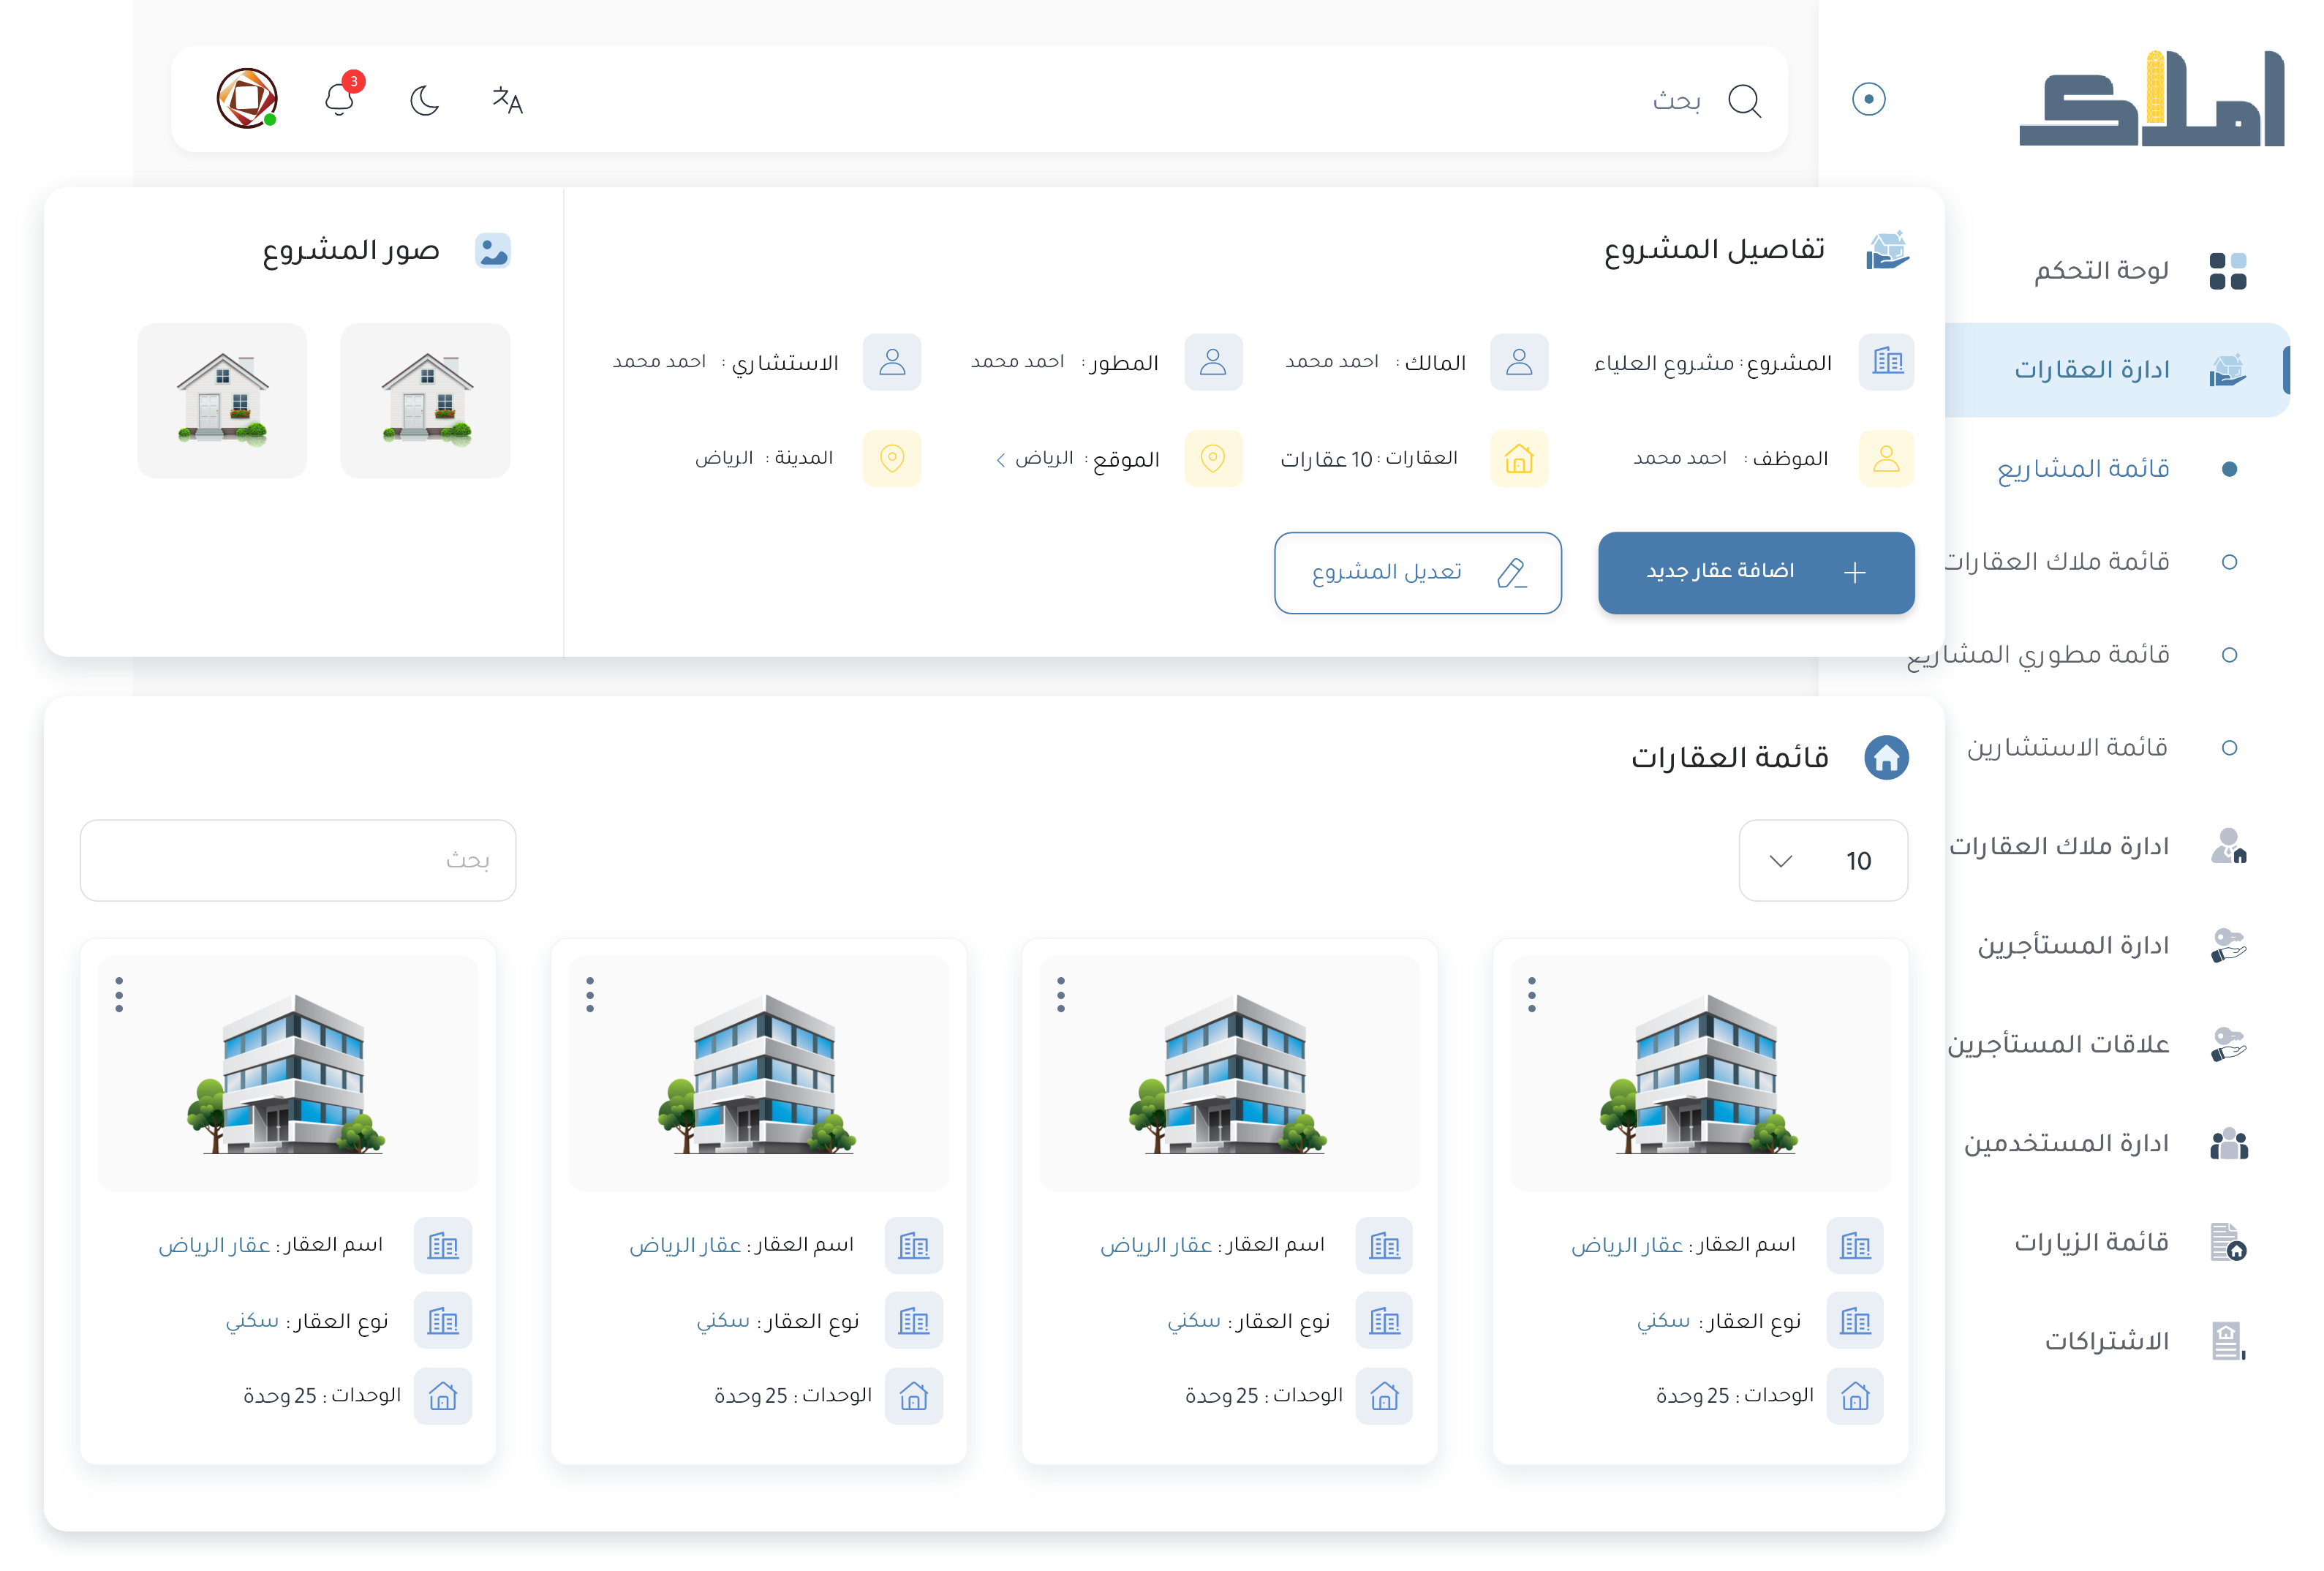 املاك
بحث
3
لوحة التحكم
ادارة العقارات
قائمة المشاريع
قائمة ملاك العقارات
قائمة مطوري المشاريع
قائمة الاستشارين
ادارة ملاك العقارات
ادارة المستأجرين
علاقات المستأجرين
ادارة المستخدمين
قائمة الزيارات
الاشتراكات
تفاصيل المشروع
المشروع : مشروع العلياء
المالك : احمد محمد
المطور : احمد محمد
الاستشاري : احمد محمد
الموظف : احمد محمد
العقارات : 10 عقارات
الموقع : الرياض
المدينة : الرياض
اضافة عقار جديد
تعديل المشروع
صور المشروع
قائمة العقارات
10
بحث
اسم العقار : عقار الرياض
نوع العقار : سكني
الوحدات : 25 وحدة
اسم العقار : عقار الرياض
نوع العقار : سكني
الوحدات : 25 وحدة
اسم العقار : عقار الرياض
نوع العقار : سكني
الوحدات : 25 وحدة
اسم العقار : عقار الرياض
نوع العقار : سكني
الوحدات : 25 وحدة